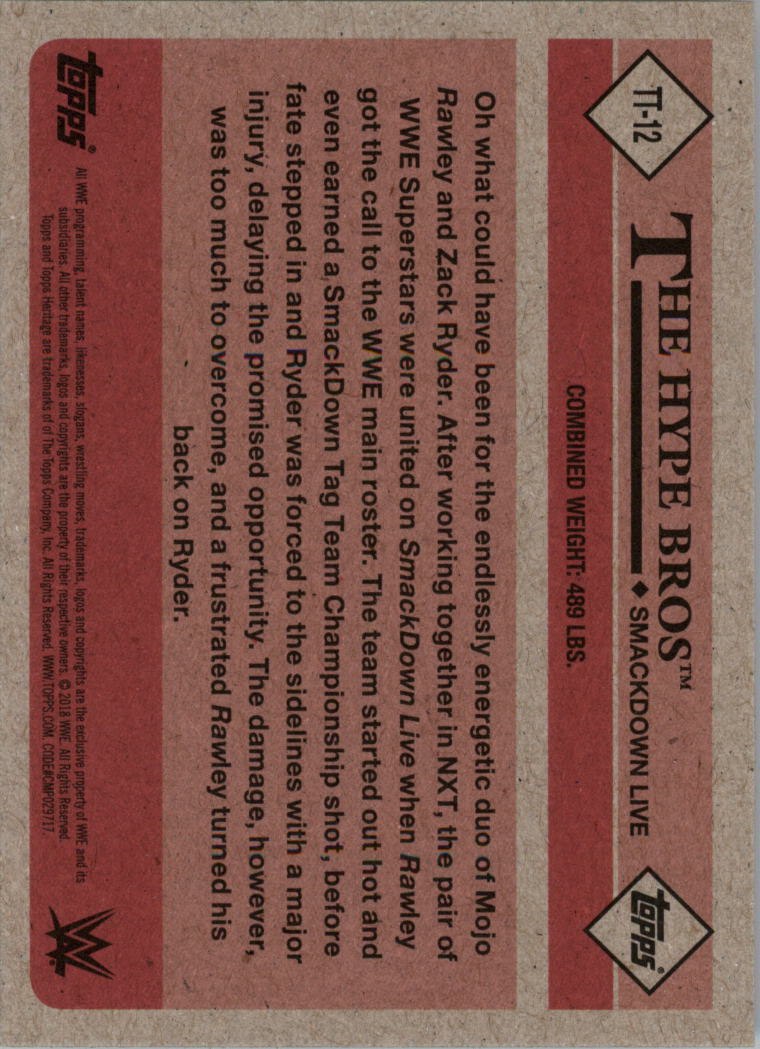 TT-12
THE HYPE BROS™
◆ SMACKDOWN LIVE
topps®
COMBINED WEIGHT: 489 LBS.
Oh what could have been for the endlessly energetic duo of Mojo
Rawley and Zack Ryder. After working together in NXT, the pair of
WWE Superstars were united on SmackDown Live when Rawley
got the call to the WWE main roster. The team started out hot and
even earned a SmackDown Tag Team Championship shot, before
fate stepped in and Ryder was forced to the sidelines with a major
injury, delaying the promised opportunity. The damage, however,
was too much to overcome, and a frustrated Rawley turned his
back on Ryder.
topps®
All WWE programming, talent names, likenesses, slogans, wrestling moves, trademarks, logos and copyrights are the exclusive property of WWE and its
subsidiaries. All other trademarks, logos and copyrights are the property of their respective owners. © 2018 WWE. All Rights Reserved.
Topps and Topps Heritage are trademarks of of The Topps Company, Inc. All Rights Reserved. WWW.TOPPS.COM. CODE#CMP029717.
W